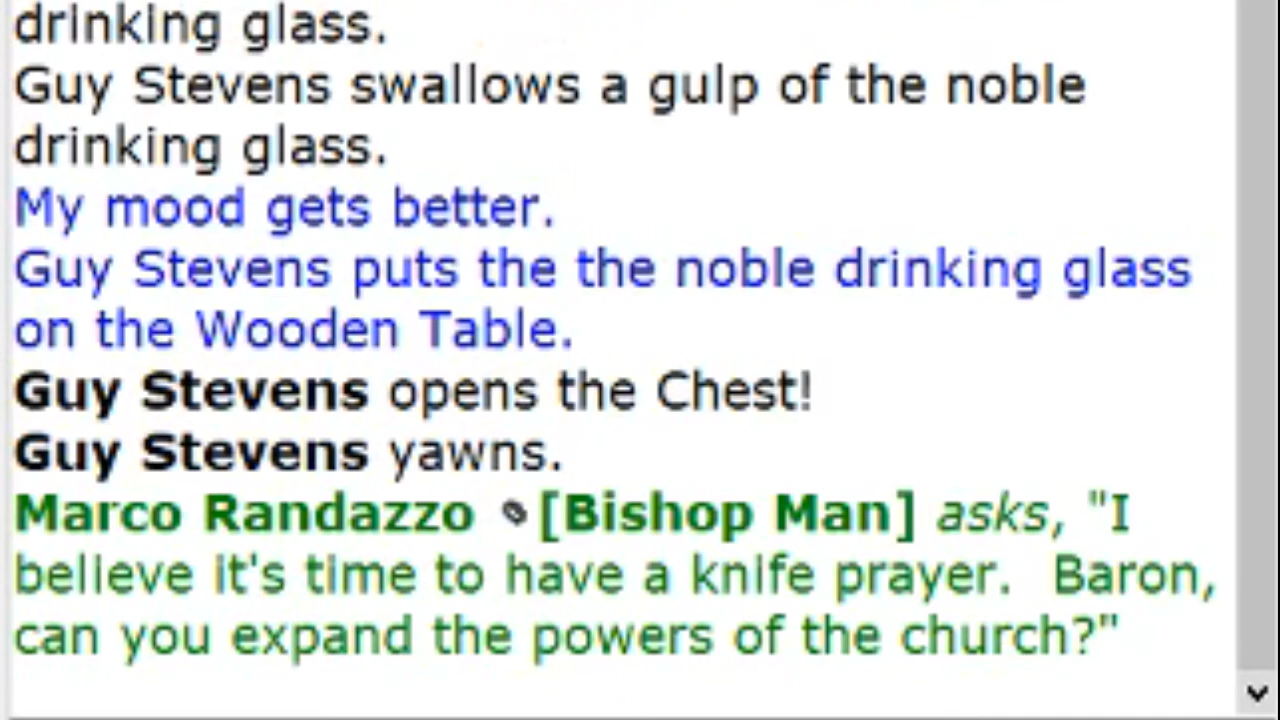 drinking glass.
Guy Stevens swallows a gulp of the noble
drinking glass.
My mood gets better.
Guy Stevens puts the the noble drinking glass
on the Wooden Table.
Guy Stevens opens the Chest!
Guy Stevens yawns.
Marco Randazzo [Bishop Man] asks, "I
believe it's time to have a knife prayer.  Baron,
can you expand the powers of the church?"